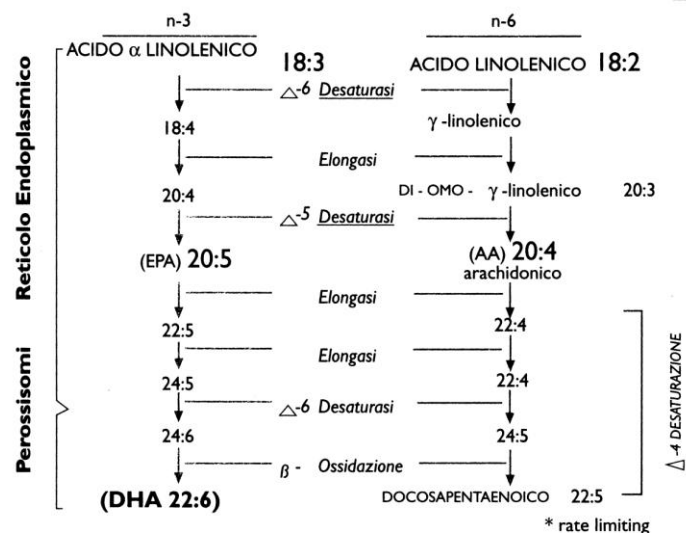 n-3 n-6
ACIDO α LINOLENICO 18:3 ACIDO LINOLENICO 18:2
△-6 Desaturasi
18:4 γ -linolenico
Elongasi
20:4 DI - OMO - γ -linolenico 20:3
△-5 Desaturasi
(EPA) 20:5 (AA) 20:4
arachidonico
Elongasi
22:5 22:4
Elongasi
24:5 22:4
△-6 Desaturasi
24:6 24:5
ß - Ossidazione
(DHA 22:6) DOCOSAPENTAENOICO 22:5
* rate limiting
Reticolo Endoplasmico
Perossisomi
△-4 DESATURAZIONE